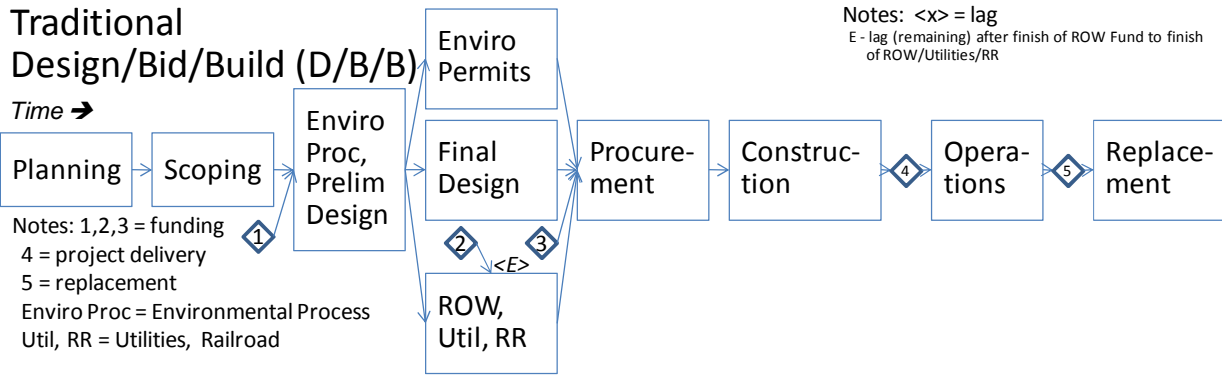 Traditional
Design/Bid/Build (D/B/B)
Time ➔
Notes: <x> = lag
E - lag (remaining) after finish of ROW Fund to finish
of ROW/Utilities/RR
Planning
Scoping
Enviro
Proc,
Prelim
Design
Enviro
Permits
Final
Design
ROW,
Util, RR
Procure-
ment
Construc-
tion
Opera-
tions
Replace-
ment
1
2
3
4
5
<E>
Notes: 1,2,3 = funding
4 = project delivery
5 = replacement
Enviro Proc = Environmental Process
Util, RR = Utilities, Railroad